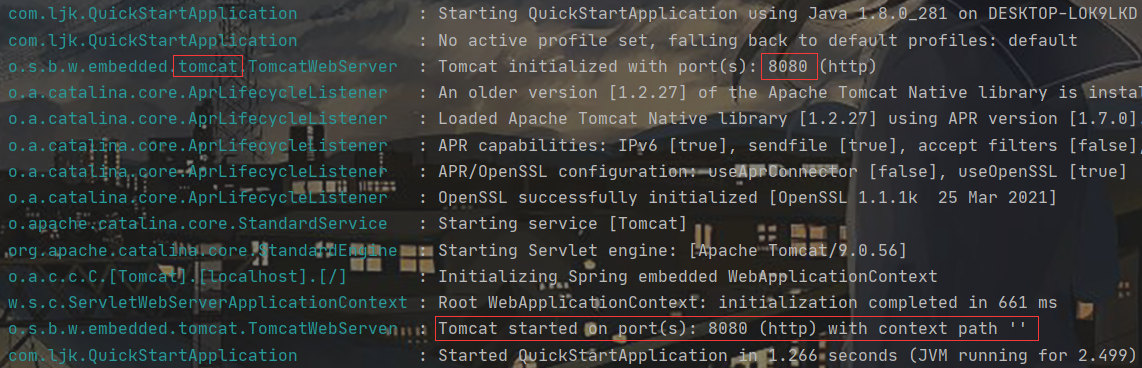 com.ljk.QuickStartApplication : Starting QuickStartApplication using Java 1.8.0_281 on DESKTOP-LOK9LKD
com.ljk.QuickStartApplication : No active profile set, falling back to default profiles: default
o.s.b.w.embedded.tomcat.TomcatWebServer : Tomcat initialized with port(s): 8080 (http)
o.a.catalina.core.AprLifecycleListener : An older version [1.2.27] of the Apache Tomcat Native library is instal
o.a.catalina.core.AprLifecycleListener : Loaded Apache Tomcat Native library [1.2.27] using APR version [1.7.0].
o.a.catalina.core.AprLifecycleListener : APR capabilities: IPv6 [true], sendfile [true], accept filters [false],
o.a.catalina.core.AprLifecycleListener : APR/OpenSSL configuration: useAprConnector [false], useOpenSSL [true]
o.a.catalina.core.AprLifecycleListener : OpenSSL successfully initialized [OpenSSL 1.1.1k 25 Mar 2021]
o.apache.catalina.core.StandardService : Starting service [Tomcat]
org.apache.catalina.core.StandardEngine : Starting Servlet engine: [Apache Tomcat/9.0.56]
o.a.c.c.C.[Tomcat].[localhost].[/] : Initializing Spring embedded WebApplicationContext
w.s.c.ServletWebServerApplicationContext : Root WebApplicationContext: initialization completed in 661 ms
o.s.b.w.embedded.tomcat.TomcatWebServer : Tomcat started on port(s): 8080 (http) with context path ''
com.ljk.QuickStartApplication : Started QuickStartApplication in 1.266 seconds (JVM running for 2.499)